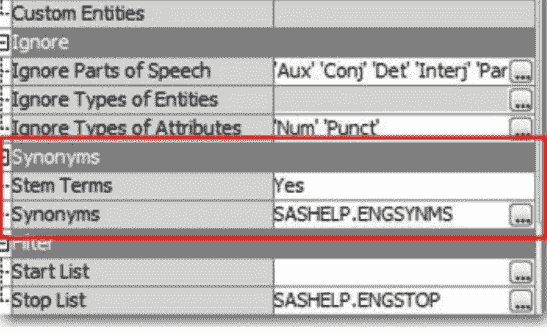 Custom Entities
Ignore
Ignore Parts of Speech 'Aux' 'Conj' 'Det' 'Interj' 'Par ...
Ignore Types of Entities ...
Ignore Types of Attributes 'Num' 'Punct' ...
Synonyms
Stem Terms Yes
Synonyms SASHELP.ENGSYNMS ...
Filter
Start List ...
Stop List SASHELP.ENGSTOP ...